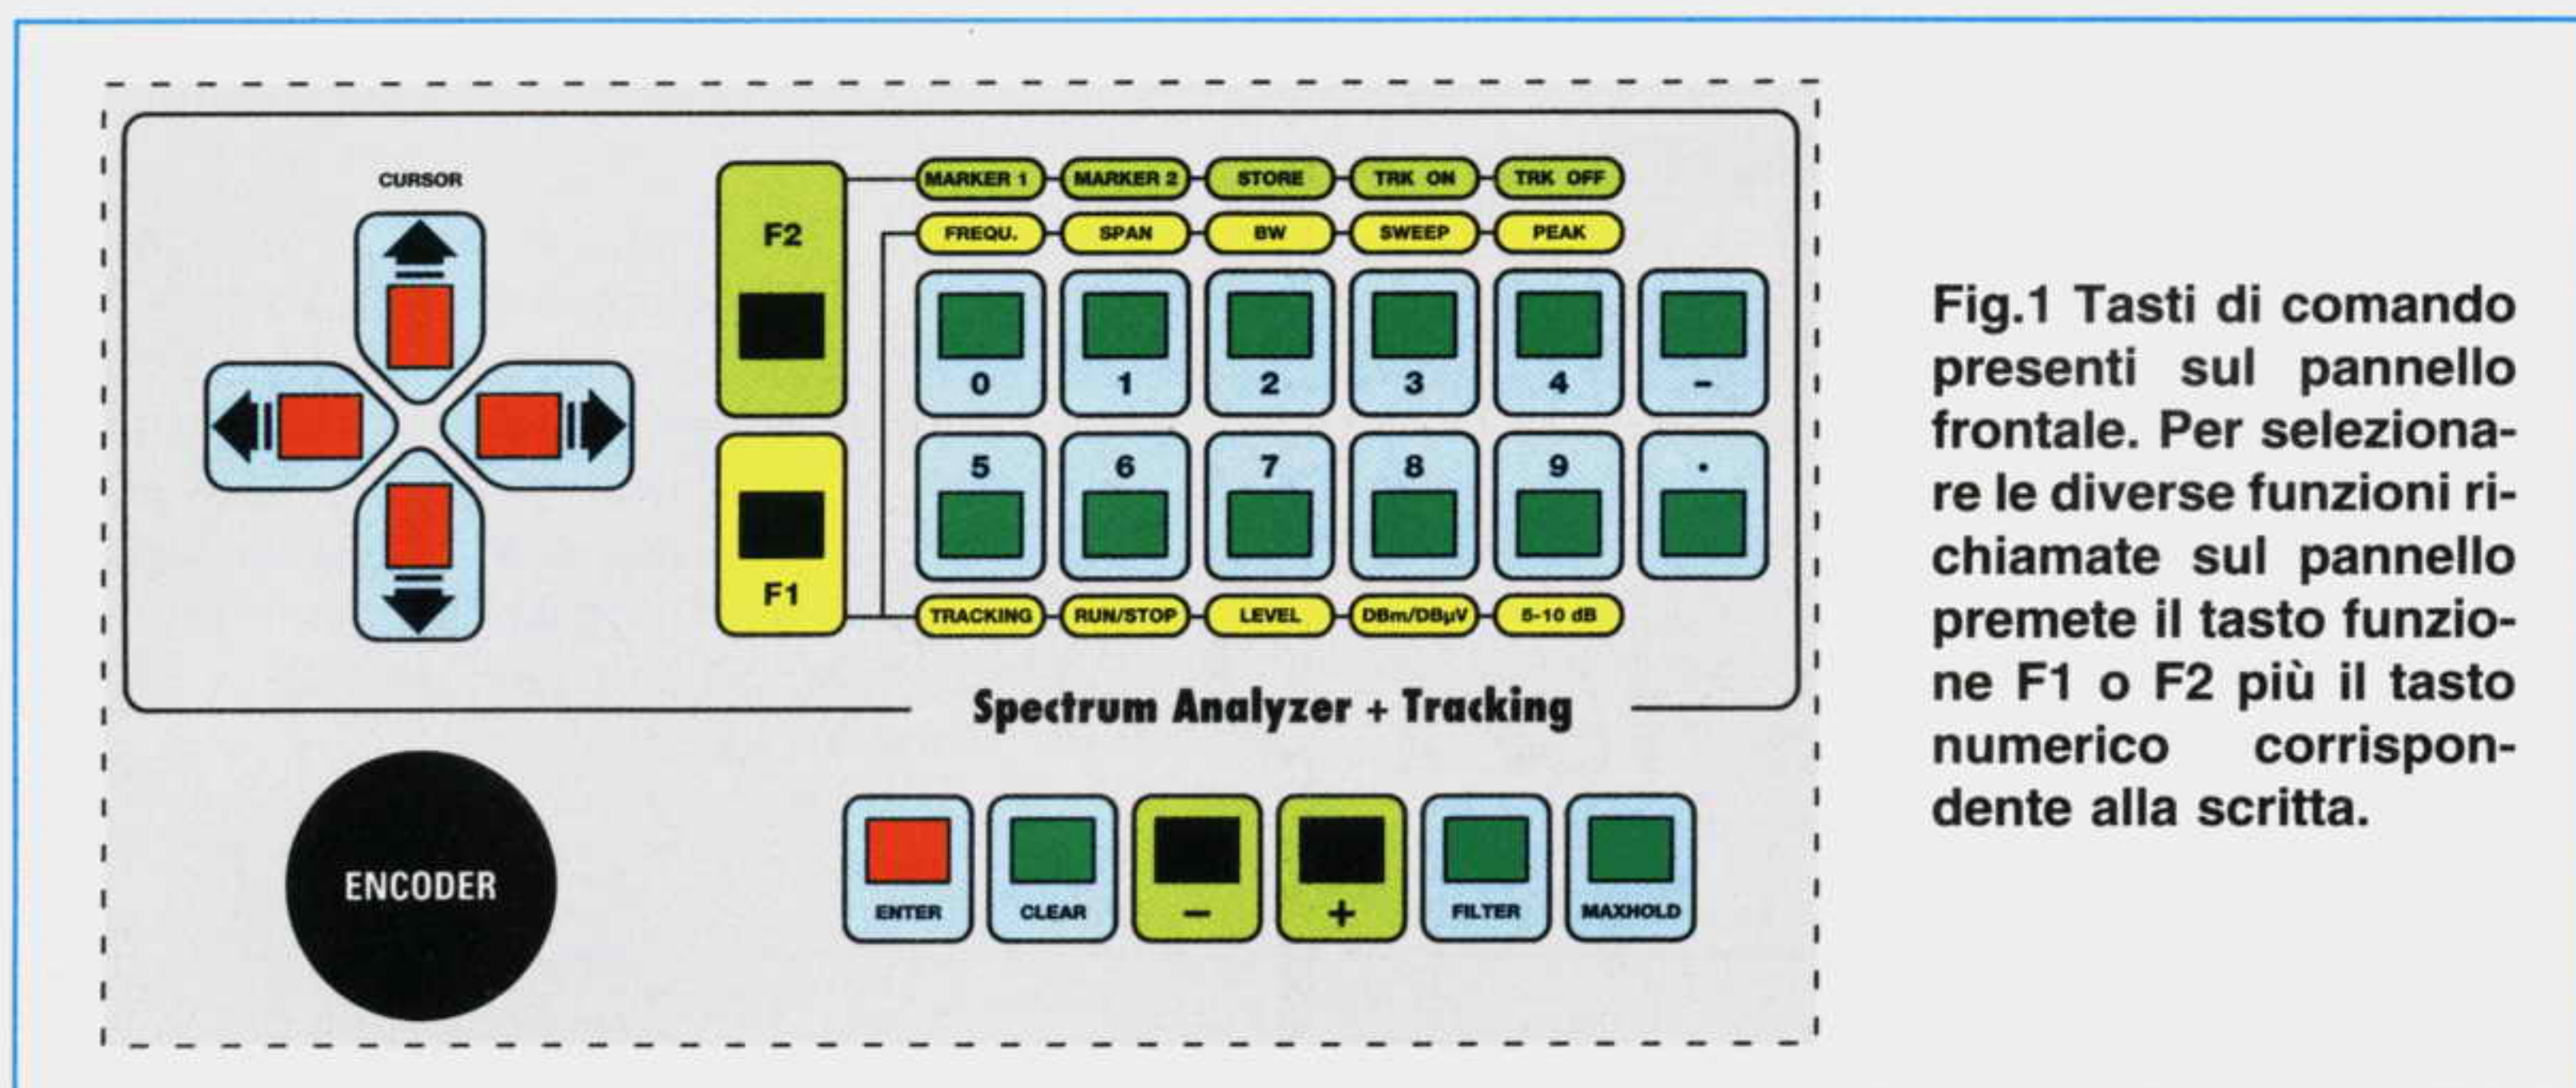 CURSOR
F2
MARKER 1 MARKER 2 STORE TRK ON TRK OFF
FREQU. SPAN BW SWEEP PEAK
0 1 2 3 4 -
5 6 7 8 9 .
F1
TRACKING RUN/STOP LEVEL DBm/DBµV 5-10 dB
Spectrum Analyzer + Tracking
ENCODER
ENTER CLEAR - + FILTER MAXHOLD
Fig.1 Tasti di comando
presenti sul pannello
frontale. Per seleziona-
re le diverse funzioni ri-
chiamate sul pannello
premete il tasto funzio-
ne F1 o F2 più il tasto
numerico corrispon-
dente alla scritta.